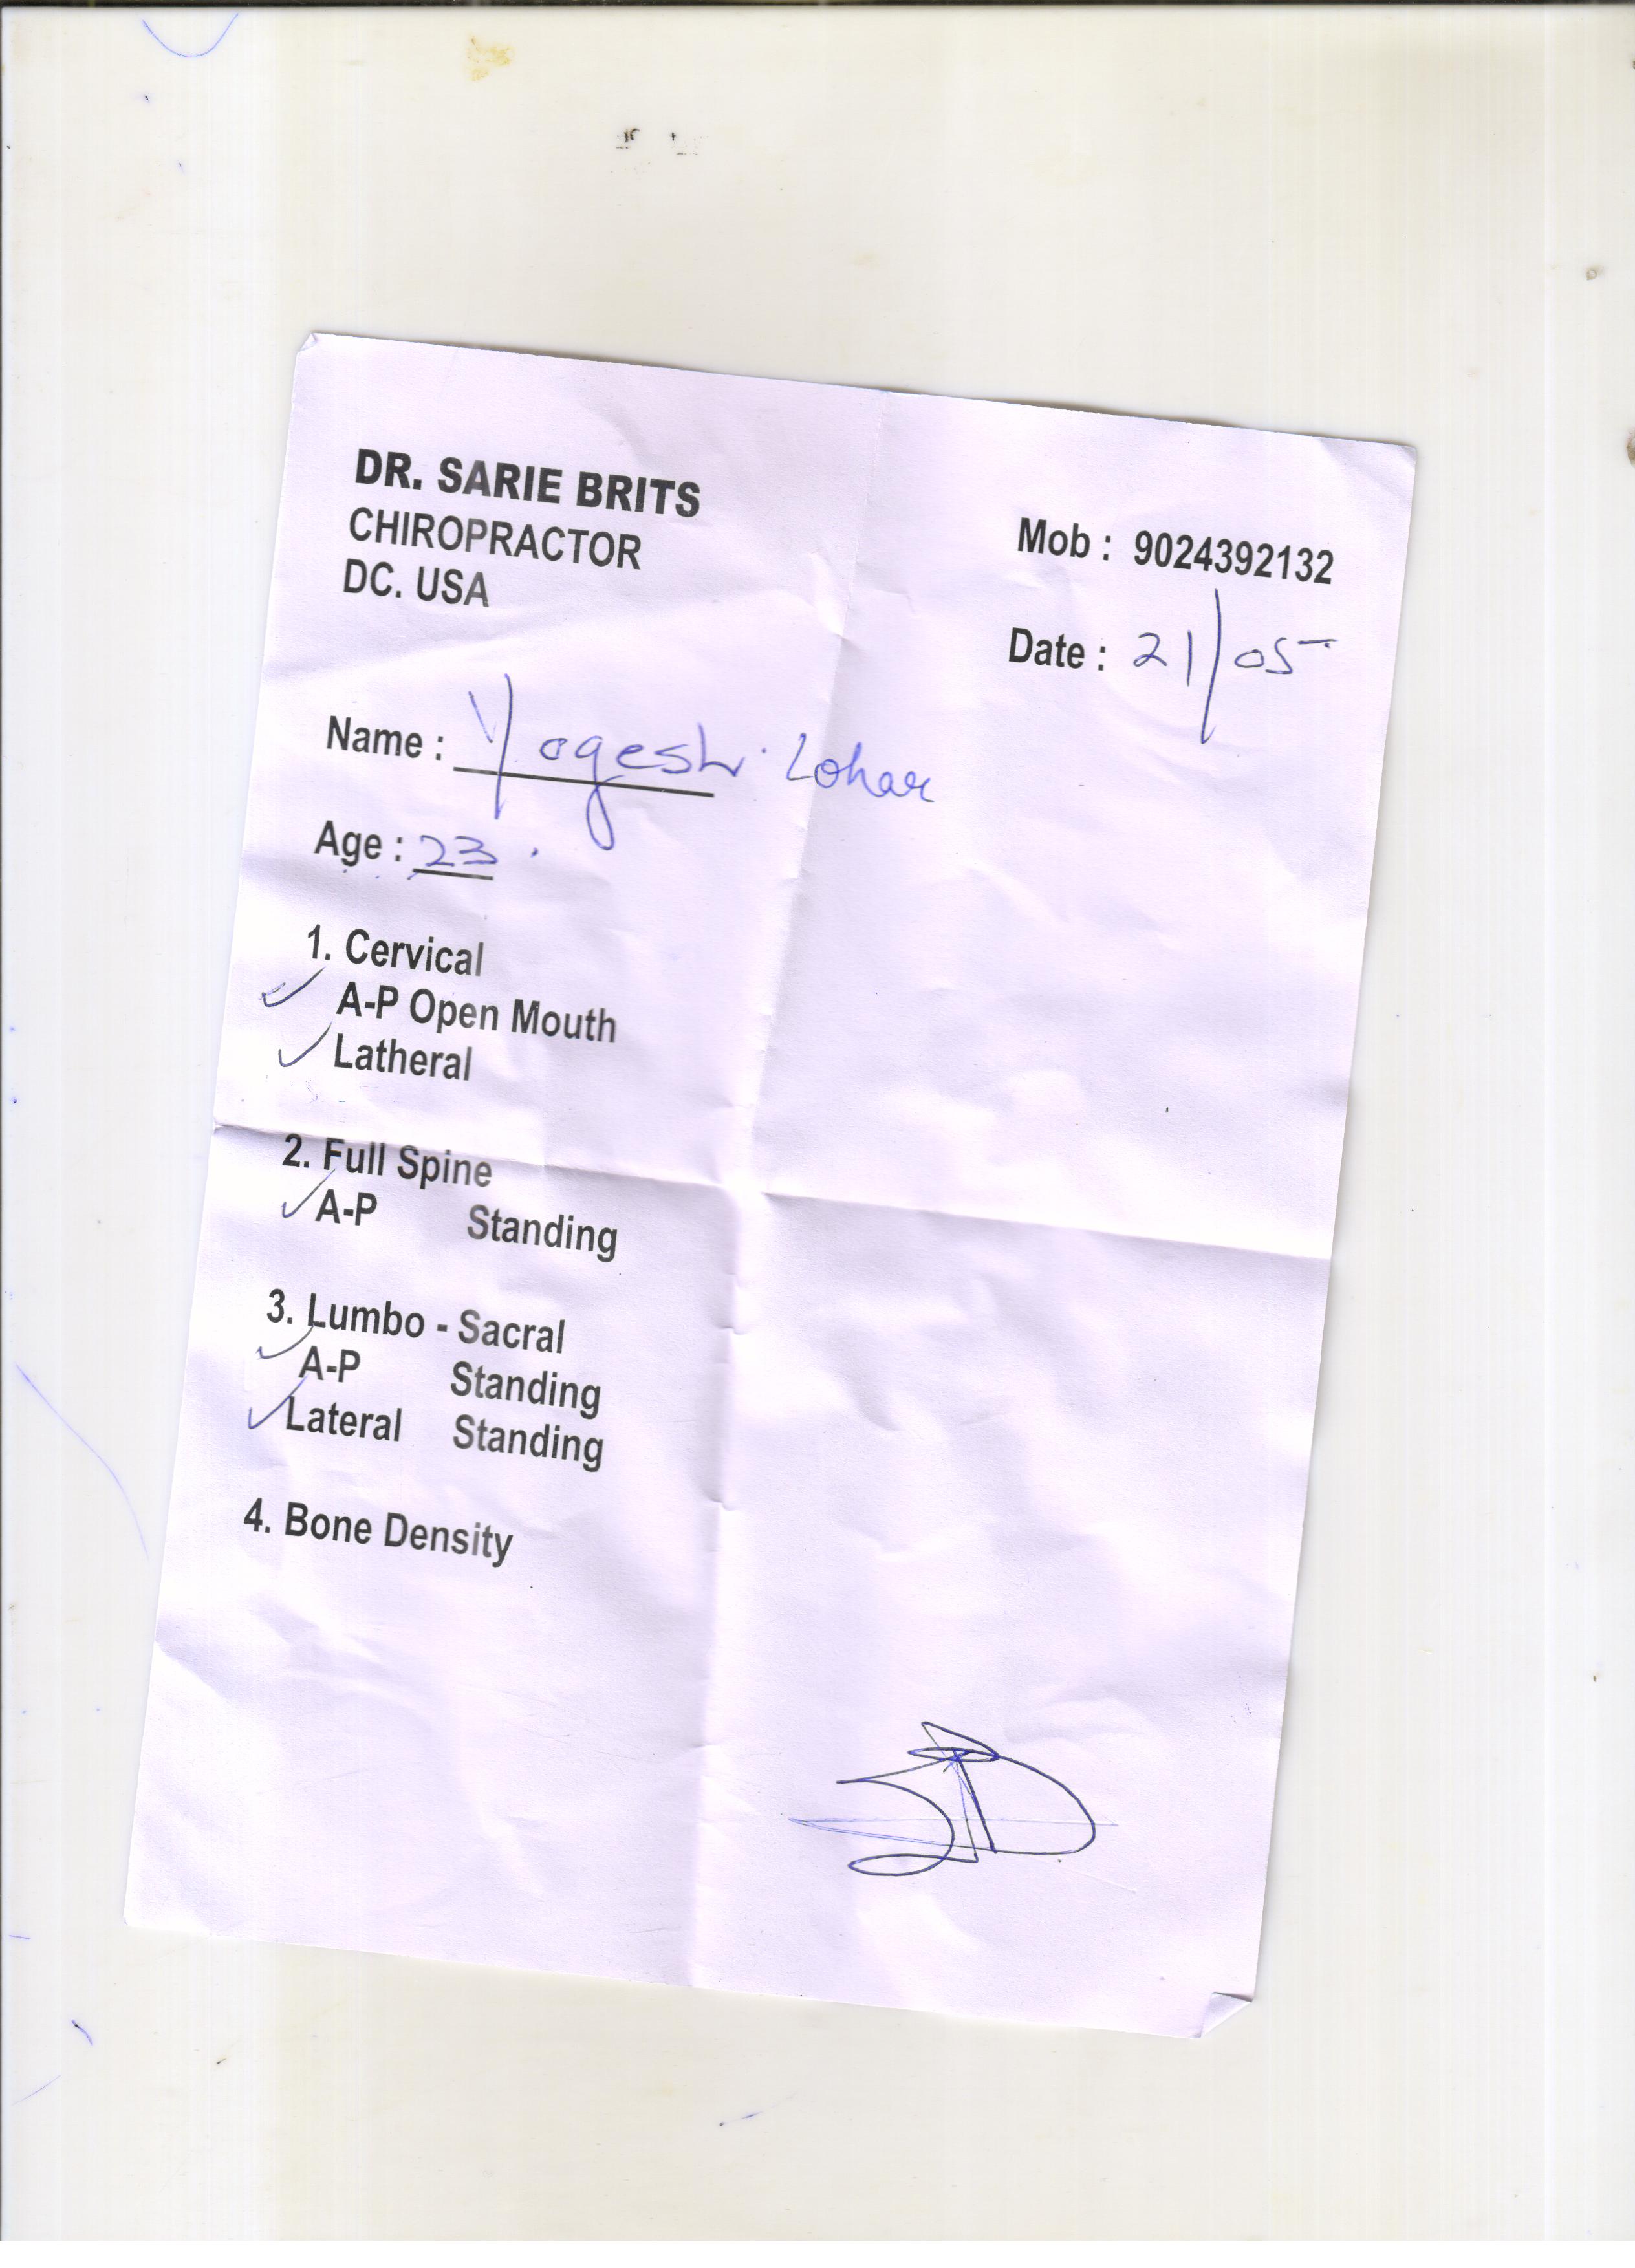 DR. SARIE BRITS
CHIROPRACTOR
DC. USA
Mob : 9024392132
Date : 21/05
Name : Yogesh. Lohar
Age : 23.
1. Cervical
✓ A-P Open Mouth
✓ Latheral
2. Full Spine
✓ A-P Standing
3. Lumbo - Sacral
✓ A-P Standing
✓ Lateral Standing
4. Bone Density